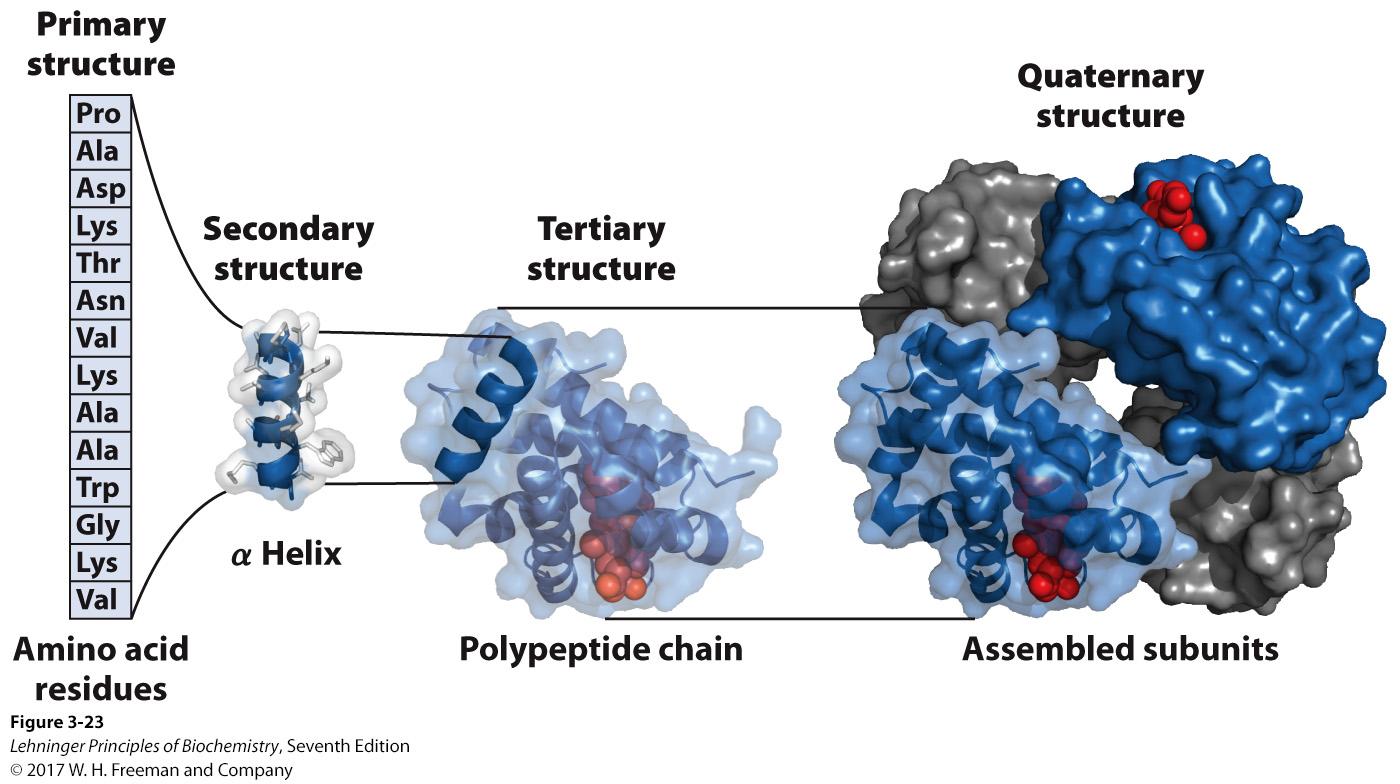 Primary
structure
Pro
Ala
Asp
Lys
Thr
Asn
Val
Lys
Ala
Ala
Trp
Gly
Lys
Val
Amino acid
residues
Secondary
structure
α Helix
Tertiary
structure
Polypeptide chain
Quaternary
structure
Assembled subunits
Figure 3-23
Lehninger Principles of Biochemistry, Seventh Edition
© 2017 W. H. Freeman and Company